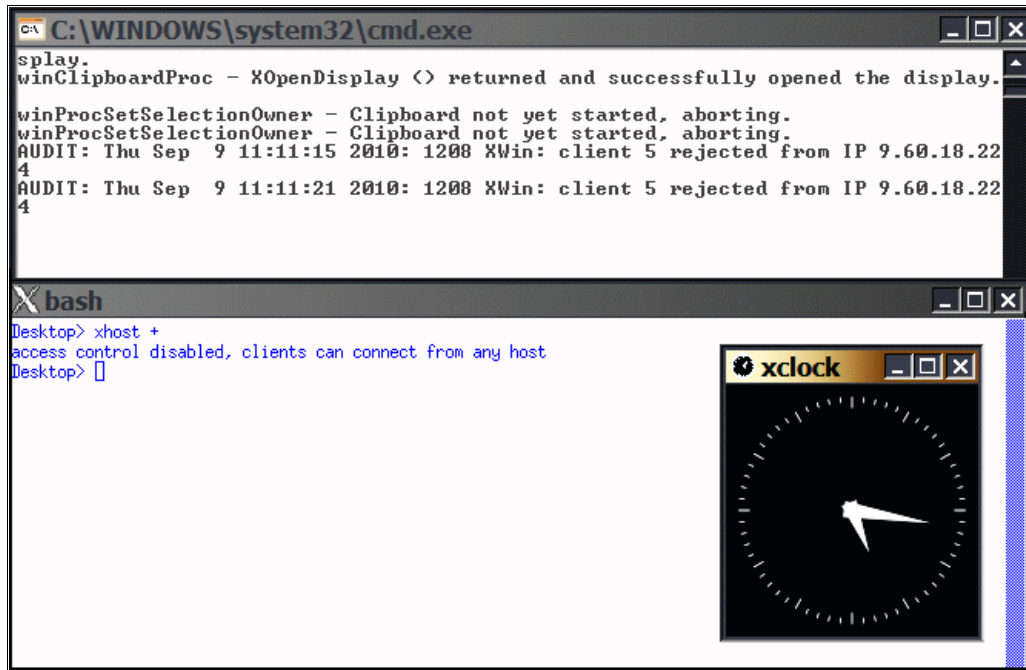 C:\WINDOWS\system32\cmd.exe
splay.
winClipboardProc - XOpenDisplay () returned and successfully opened the display.
winProcSetSelectionOwner - Clipboard not yet started, aborting.
winProcSetSelectionOwner - Clipboard not yet started, aborting.
AUDIT: Thu Sep  9 11:11:15 2010: 1208 XWin: client 5 rejected from IP 9.60.18.22
4
AUDIT: Thu Sep  9 11:11:21 2010: 1208 XWin: client 5 rejected from IP 9.60.18.22
4
bash
Desktop> xhost +
access control disabled, clients can connect from any host
Desktop>
xclock